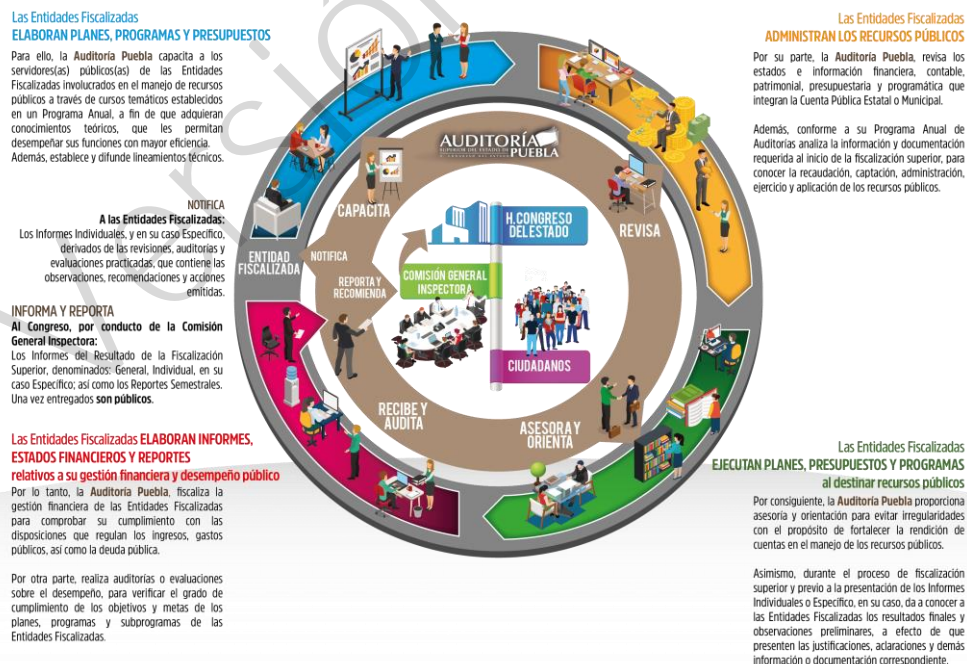 Las Entidades Fiscalizadas
ELABORAN PLANES, PROGRAMAS Y PRESUPUESTOS
Para ello, la Auditoría Puebla capacita a los
servidores(as) públicos(as) de las Entidades
Fiscalizadas involucrados en el manejo de recursos
públicos a través de cursos temáticos establecidos
en un Programa Anual, a fin de que adquieran
conocimientos teóricos, que les permitan
desempeñar sus funciones con mayor eficiencia.
Además, establece y difunde lineamientos técnicos.
NOTIFICA
A las Entidades Fiscalizadas:
Los Informes Individuales, y en su caso Específico,
derivados de las revisiones, auditorías y
evaluaciones practicadas, que contiene las
observaciones, recomendaciones y acciones
emitidas.
INFORMA Y REPORTA
Al Congreso, por conducto de la Comisión
General Inspectora:
Los Informes del Resultado de la Fiscalización
Superior, denominados: General, Individual, en su
caso Específico; así como los Reportes Semestrales.
Una vez entregados son públicos.
Las Entidades Fiscalizadas ELABORAN INFORMES,
ESTADOS FINANCIEROS Y REPORTES
relativos a su gestión financiera y desempeño público
Por lo tanto, la Auditoría Puebla, fiscaliza la
gestión financiera de las Entidades Fiscalizadas
para comprobar su cumplimiento con las
disposiciones que regulan los ingresos, gastos
públicos, así como la deuda pública.
Por otra parte, realiza auditorías o evaluaciones
sobre el desempeño, para verificar el grado de
cumplimiento de los objetivos y metas de los
planes, programas y subprogramas de las
Entidades Fiscalizadas.
AUDITORÍA
SUPERIOR DEL ESTADO DE
PUEBLA
CAPACITA
REVISA
H. CONGRESO
DEL ESTADO
ENTIDAD
FISCALIZADA
NOTIFICA
REPORTA Y
RECOMIENDA
COMISIÓN GENERAL
INSPECTORA
CIUDADANOS
RECIBE Y
AUDITA
ASESORA Y
ORIENTA
Las Entidades Fiscalizadas
ADMINISTRAN LOS RECURSOS PÚBLICOS
Por su parte, la Auditoría Puebla, revisa los
estados e información financiera, contable,
patrimonial, presupuestaria y programática que
integran la Cuenta Pública Estatal o Municipal.
Además, conforme a su Programa Anual de
Auditorías analiza la información y documentación
requerida al inicio de la fiscalización superior, para
conocer la recaudación, captación, administración,
ejercicio y aplicación de los recursos públicos.
Las Entidades Fiscalizadas
EJECUTAN PLANES, PRESUPUESTOS Y PROGRAMAS
al destinar recursos públicos
Por consiguiente, la Auditoría Puebla proporciona
asesoría y orientación para evitar irregularidades
con el propósito de fortalecer la rendición de
cuentas en el manejo de los recursos públicos.
Asimismo, durante el proceso de fiscalización
superior y previo a la presentación de los Informes
Individuales o Específico, en su caso, da a conocer a
las Entidades Fiscalizadas los resultados finales y
observaciones preliminares, a efecto de que
presenten las justificaciones, aclaraciones y demás
información o documentación correspondiente.